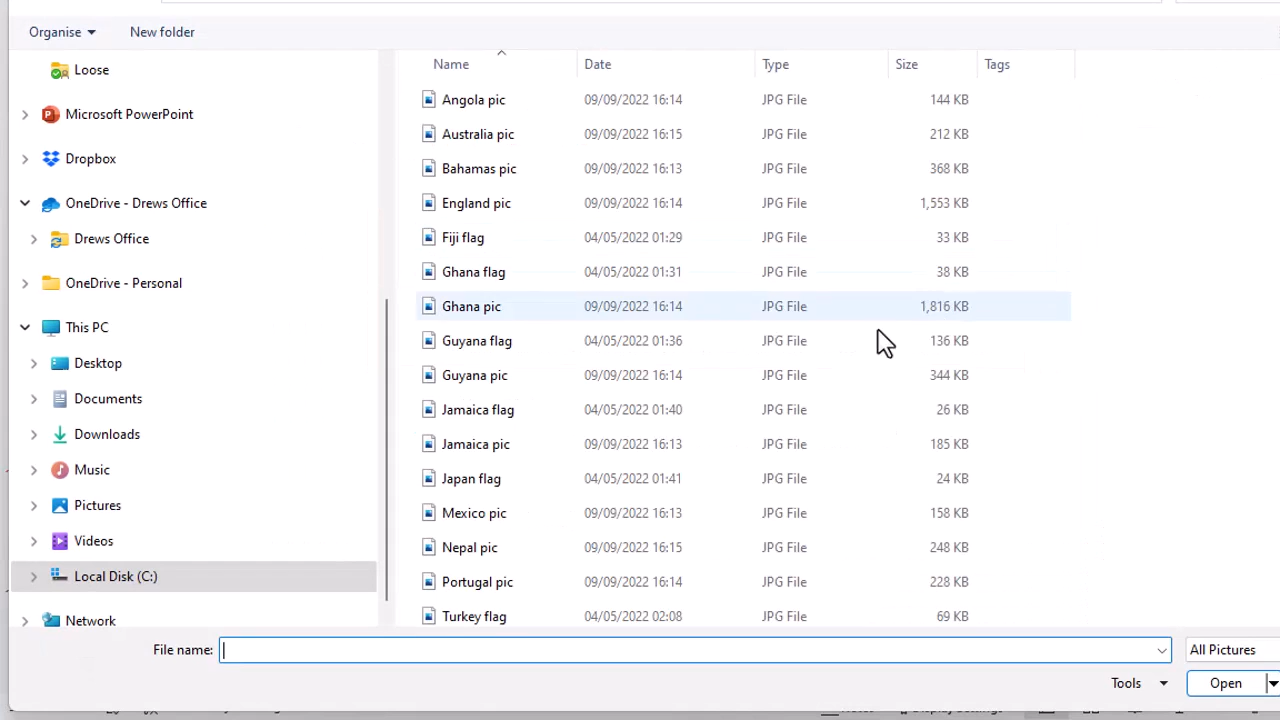 Organise New folder
Name Date Type Size Tags
Loose
Microsoft PowerPoint
Dropbox
OneDrive - Drews Office
Drews Office
OneDrive - Personal
This PC
Desktop
Documents
Downloads
Music
Pictures
Videos
Local Disk (C:)
Network
Angola pic 09/09/2022 16:14 JPG File 144 KB
Australia pic 09/09/2022 16:15 JPG File 212 KB
Bahamas pic 09/09/2022 16:13 JPG File 368 KB
England pic 09/09/2022 16:14 JPG File 1,553 KB
Fiji flag 04/05/2022 01:29 JPG File 33 KB
Ghana flag 04/05/2022 01:31 JPG File 38 KB
Ghana pic 09/09/2022 16:14 JPG File 1,816 KB
Guyana flag 04/05/2022 01:36 JPG File 136 KB
Guyana pic 09/09/2022 16:14 JPG File 344 KB
Jamaica flag 04/05/2022 01:40 JPG File 26 KB
Jamaica pic 09/09/2022 16:13 JPG File 185 KB
Japan flag 04/05/2022 01:41 JPG File 24 KB
Mexico pic 09/09/2022 16:13 JPG File 158 KB
Nepal pic 09/09/2022 16:15 JPG File 248 KB
Portugal pic 09/09/2022 16:14 JPG File 228 KB
Turkey flag 04/05/2022 02:08 JPG File 69 KB
File name: All Pictures
Tools Open